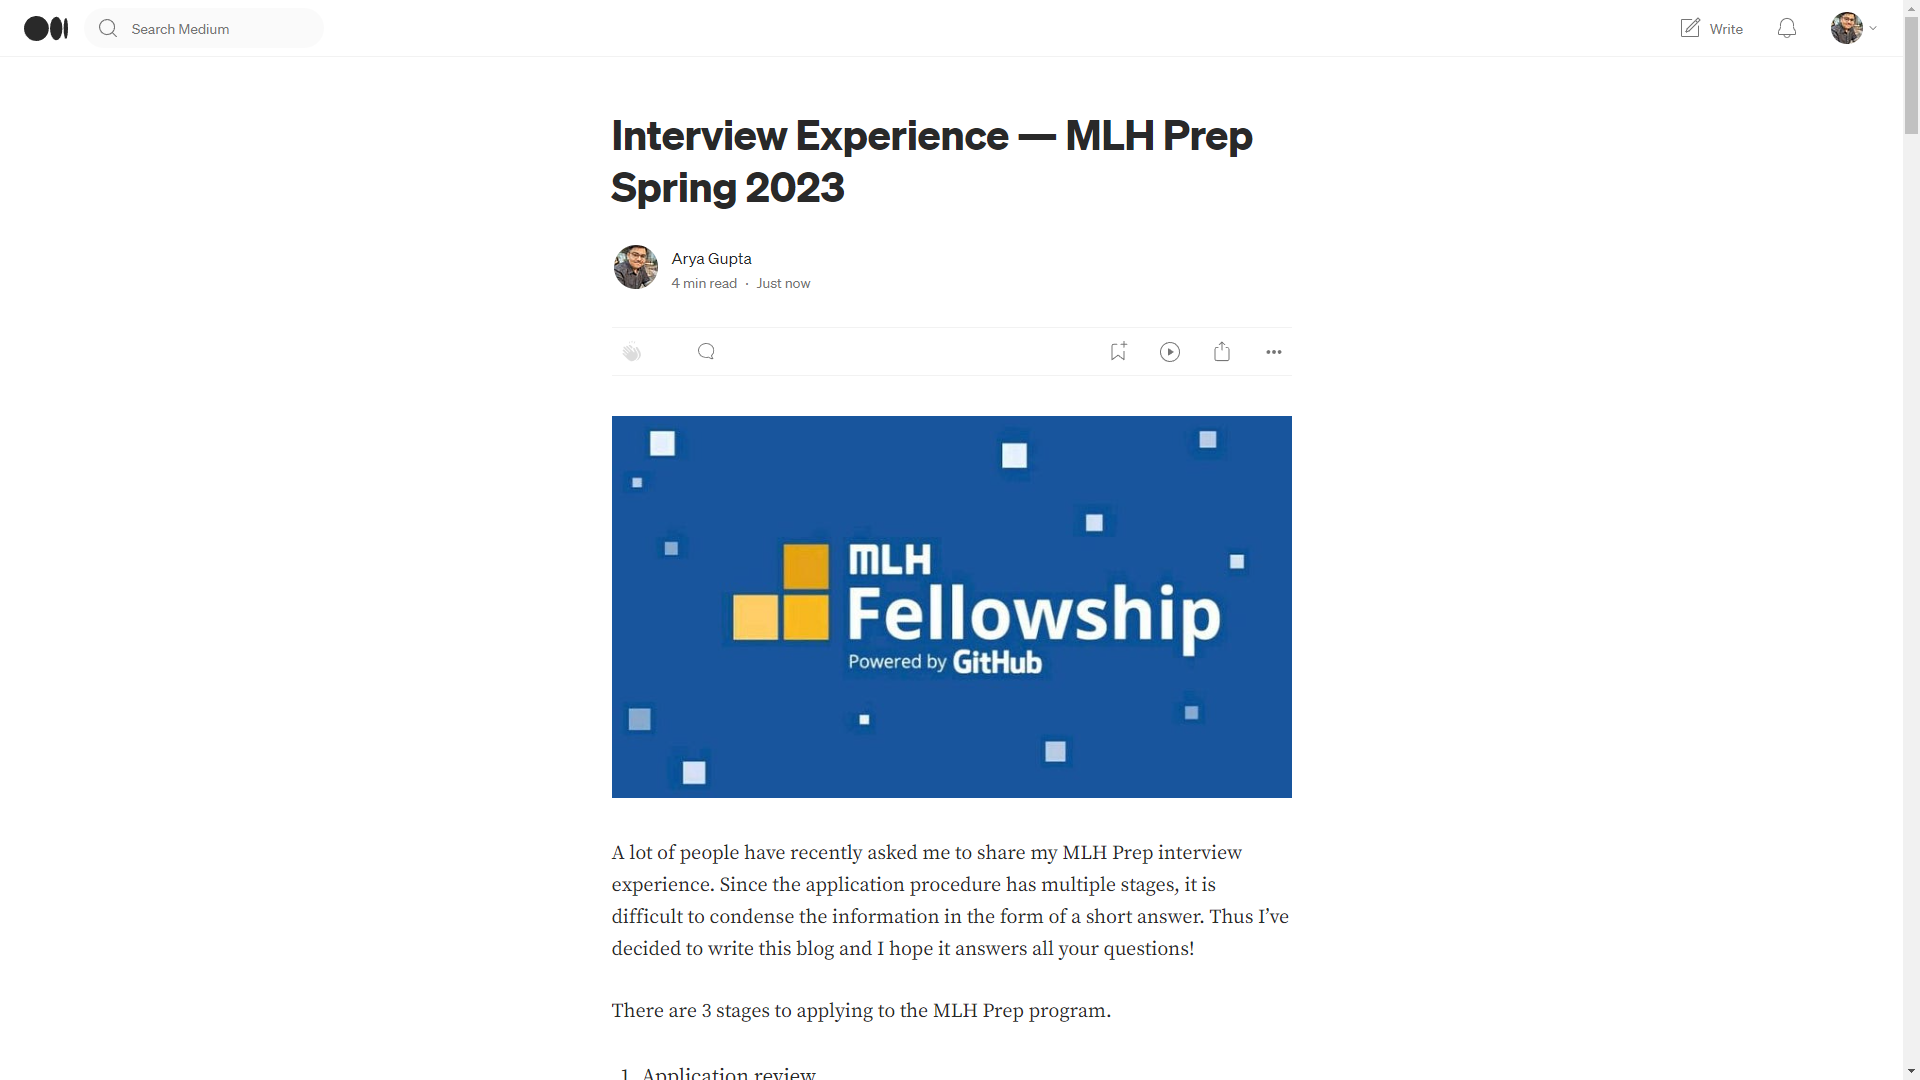 Search Medium
Write
Interview Experience — MLH Prep
Spring 2023
Arya Gupta
4 min read · Just now
MLH
Fellowship
Powered by GitHub
A lot of people have recently asked me to share my MLH Prep interview
experience. Since the application procedure has multiple stages, it is
difficult to condense the information in the form of a short answer. Thus I’ve
decided to write this blog and I hope it answers all your questions!
There are 3 stages to applying to the MLH Prep program.
1. Application review